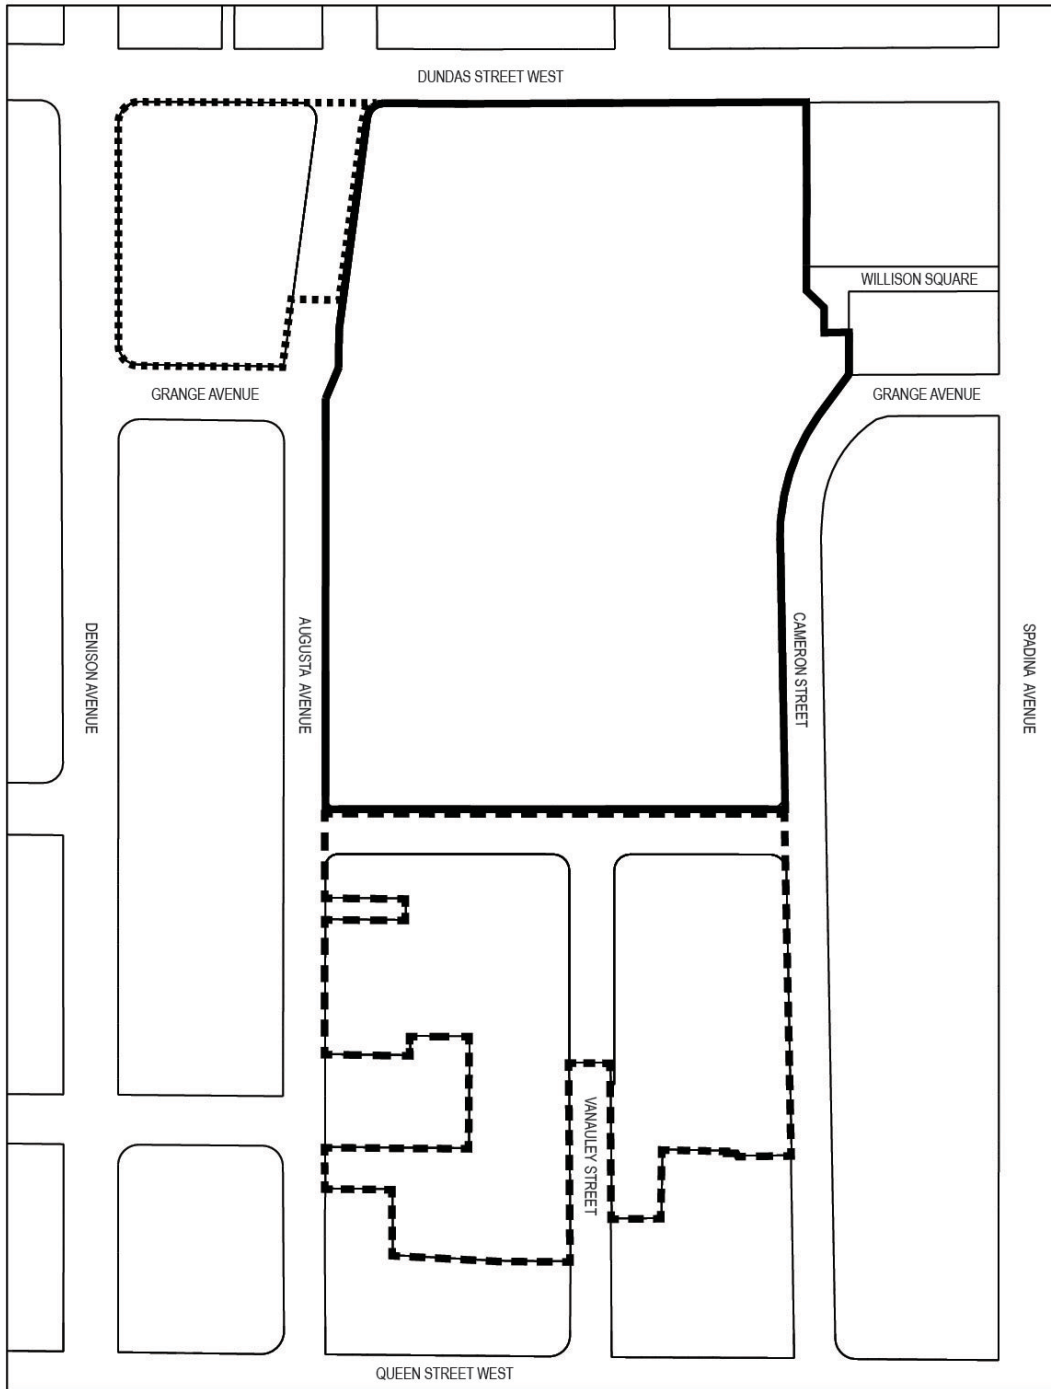 DUNDAS STREET WEST
WILLISON SQUARE
GRANGE AVENUE
GRANGE AVENUE
DENISON AVENUE
AUGUSTA AVENUE
CAMERON STREET
SPADINA AVENUE
VANAULEY STREET
QUEEN STREET WEST